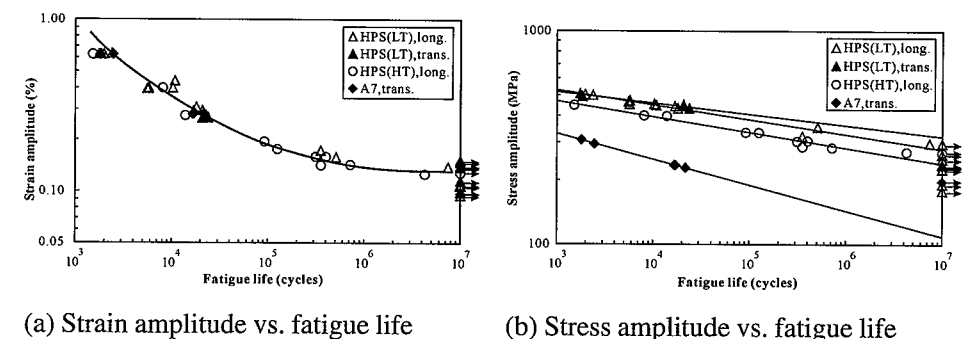 1.00
0.10
0.05
Strain amplitude (%)
10³ 10⁴ 10⁵ 10⁶ 10⁷
Fatigue life (cycles)
△ HPS(LT),long.
▲ HPS(LT),trans.
○ HPS(HT),long.
◆ A7,trans.
(a) Strain amplitude vs. fatigue life
1000
100
Stress amplitude (MPa)
10³ 10⁴ 10⁵ 10⁶ 10⁷
Fatigue life (cycles)
△ HPS(LT),long.
▲ HPS(LT),trans.
○ HPS(HT),long.
◆ A7,trans.
(b) Stress amplitude vs. fatigue life